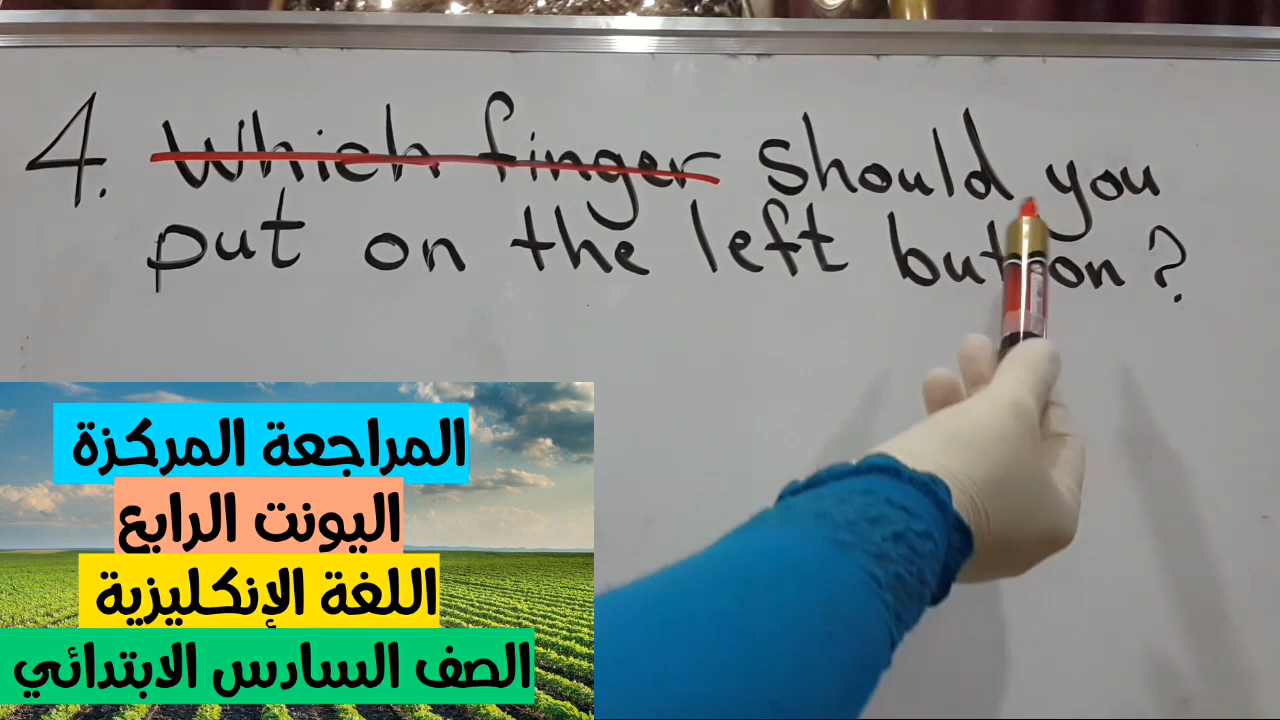 4. Which finger should you
put on the left button?
المراجعة المركزة
اليونت الرابع
اللغة الإنكليزية
الصف السادس الابتدائي